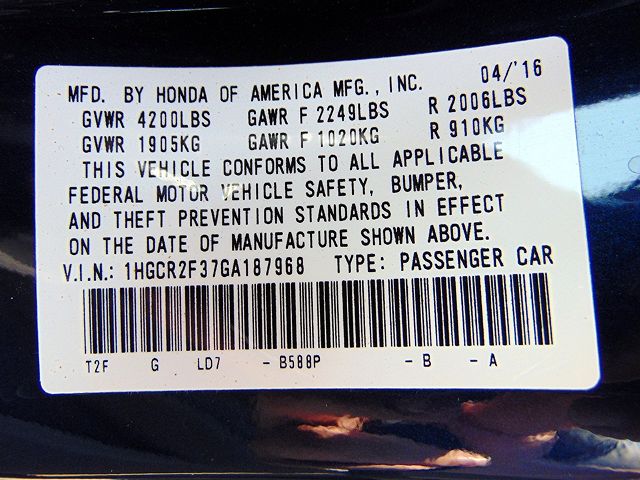 MFD. BY HONDA OF AMERICA MFG., INC. 04/'16
GVWR 4200LBS GAWR F 2249LBS R 2006LBS
GVWR 1905KG GAWR F 1020KG R 910KG
THIS VEHICLE CONFORMS TO ALL APPLICABLE
FEDERAL MOTOR VEHICLE SAFETY, BUMPER,
AND THEFT PREVENTION STANDARDS IN EFFECT
ON THE DATE OF MANUFACTURE SHOWN ABOVE.
V.I.N.: 1HGCR2F37GA187968 TYPE: PASSENGER CAR
T2F G LD7 - B588P - B - A